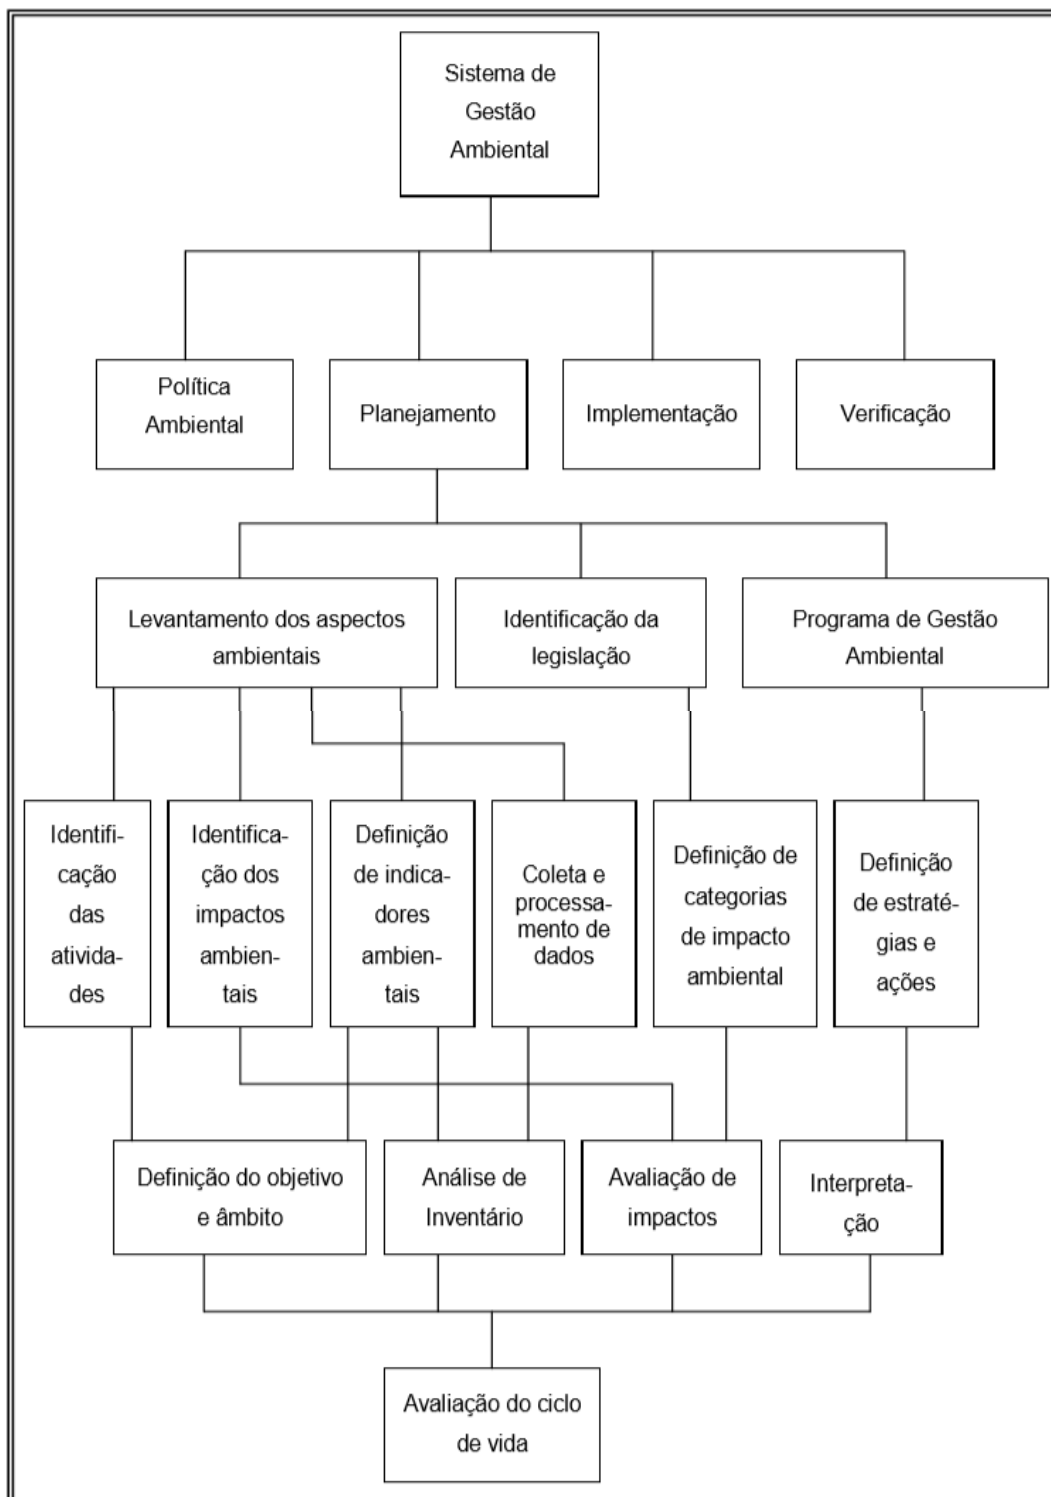 Sistema de
Gestão
Ambiental
Política
Ambiental
Planejamento
Implementação
Verificação
Levantamento dos aspectos
ambientais
Identificação da
legislação
Programa de Gestão
Ambiental
Identifi-
cação
das
ativida-
des
Identifica-
ção dos
impactos
ambien-
tais
Definição
de indica-
dores
ambien-
tais
Coleta e
processa-
mento de
dados
Definição de
categorias
de impacto
ambiental
Definição
de estraté-
gias e
ações
Definição do objetivo
e âmbito
Análise de
Inventário
Avaliação de
impactos
Interpreta-
ção
Avaliação do ciclo
de vida